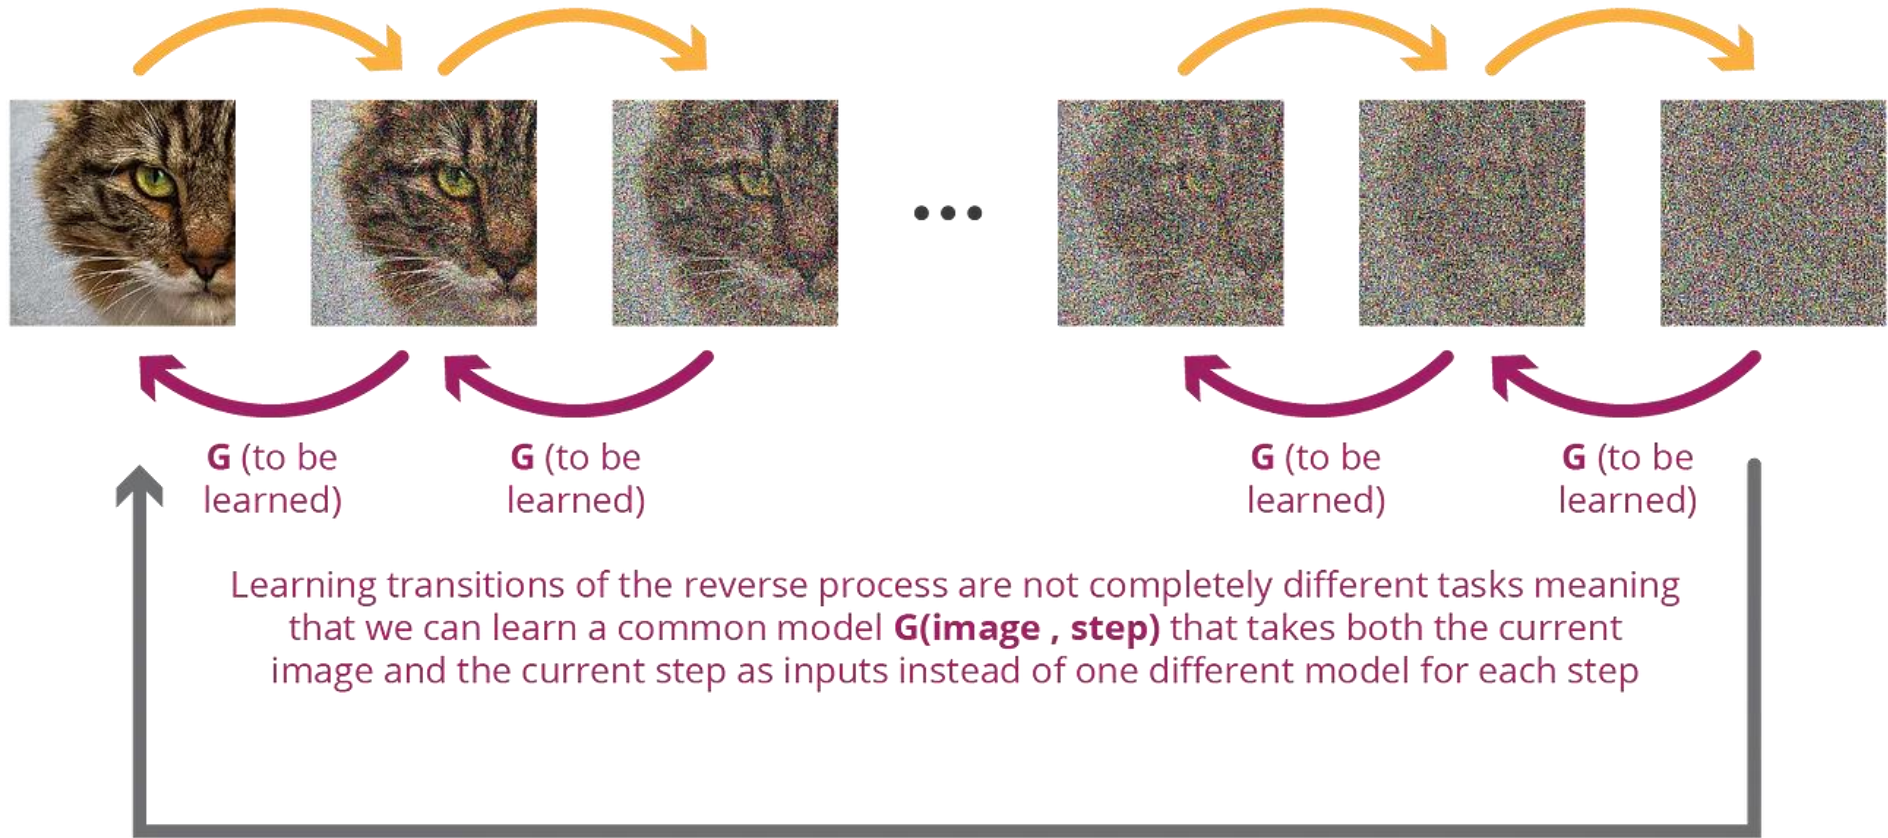 G (to be
learned)
G (to be
learned)
G (to be
learned)
G (to be
learned)
Learning transitions of the reverse process are not completely different tasks meaning
that we can learn a common model G(image , step) that takes both the current
image and the current step as inputs instead of one different model for each step